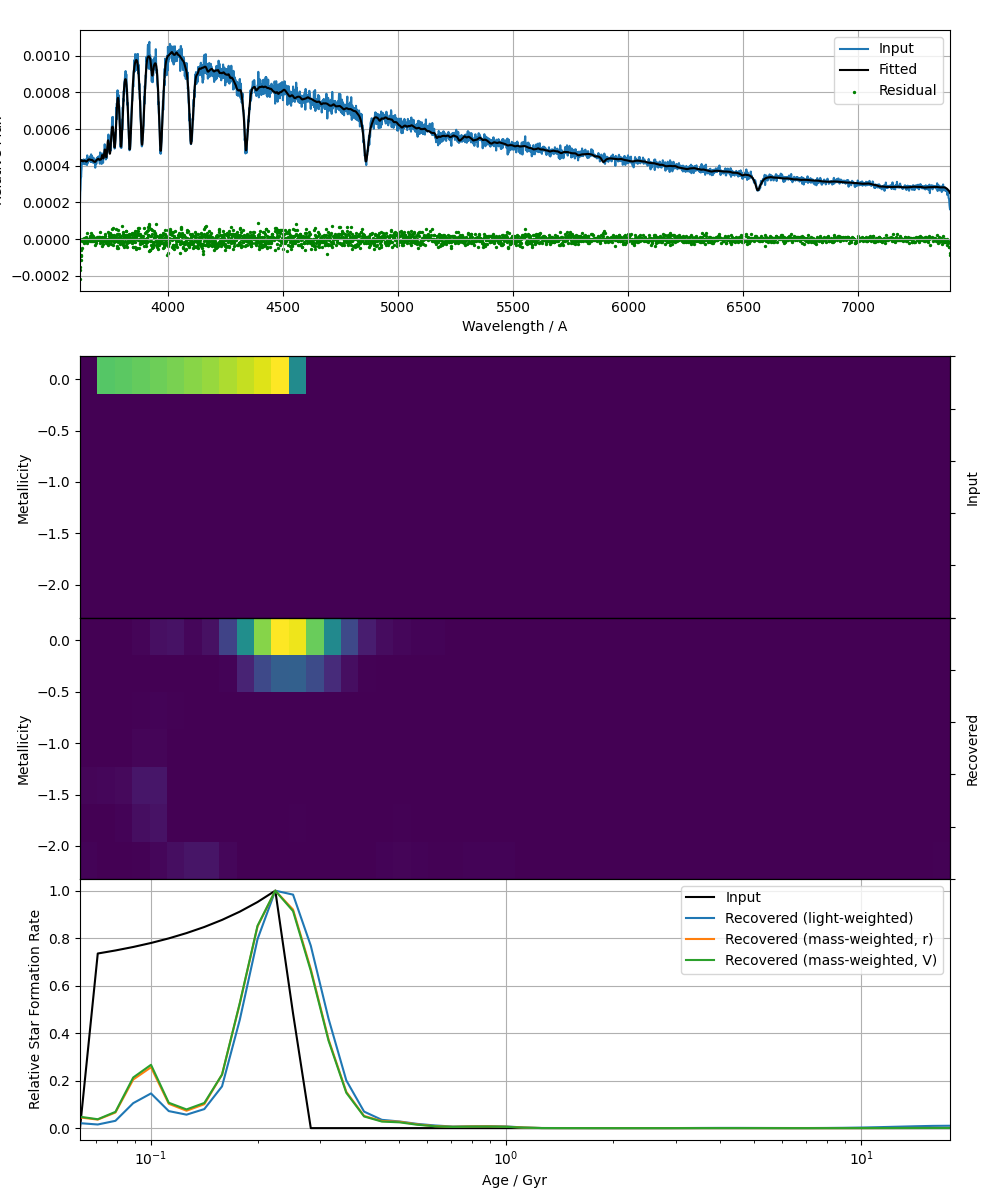 0.0010
0.0008
0.0006
0.0004
0.0002
0.0000
−0.0002
Input
Fitted
Residual
4000 4500 5000 5500 6000 6500 7000
Wavelength / A
0.0
−0.5
−1.0
−1.5
−2.0
Metallicity
Input
0.0
−0.5
−1.0
−1.5
−2.0
Metallicity
Recovered
1.0
0.8
0.6
0.4
0.2
0.0
Relative Star Formation Rate
Input
Recovered (light-weighted)
Recovered (mass-weighted, r)
Recovered (mass-weighted, V)
10⁻¹ 10⁰ 10¹
Age / Gyr